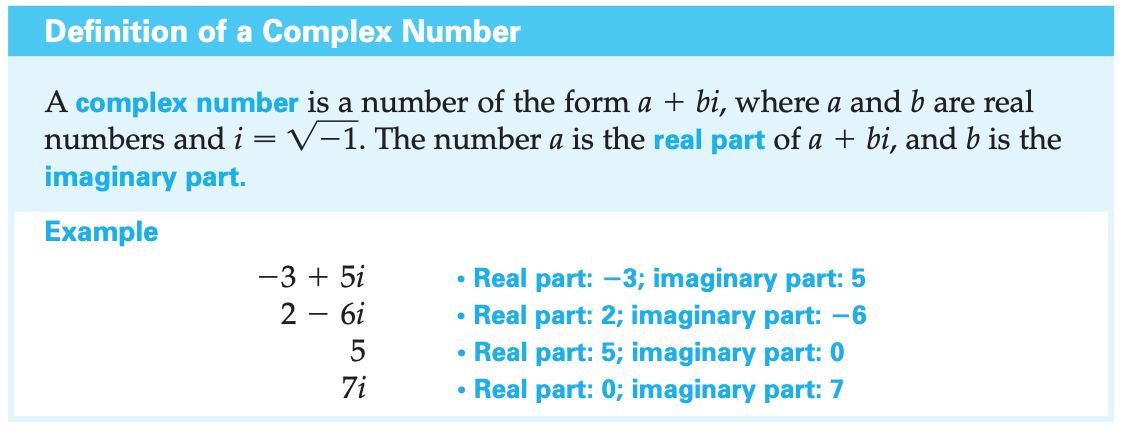 Definition of a Complex Number
A complex number is a number of the form a + bi, where a and b are real
numbers and i = √−1. The number a is the real part of a + bi, and b is the
imaginary part.
Example
−3 + 5i • Real part: −3; imaginary part: 5
2 − 6i • Real part: 2; imaginary part: −6
5 • Real part: 5; imaginary part: 0
7i • Real part: 0; imaginary part: 7